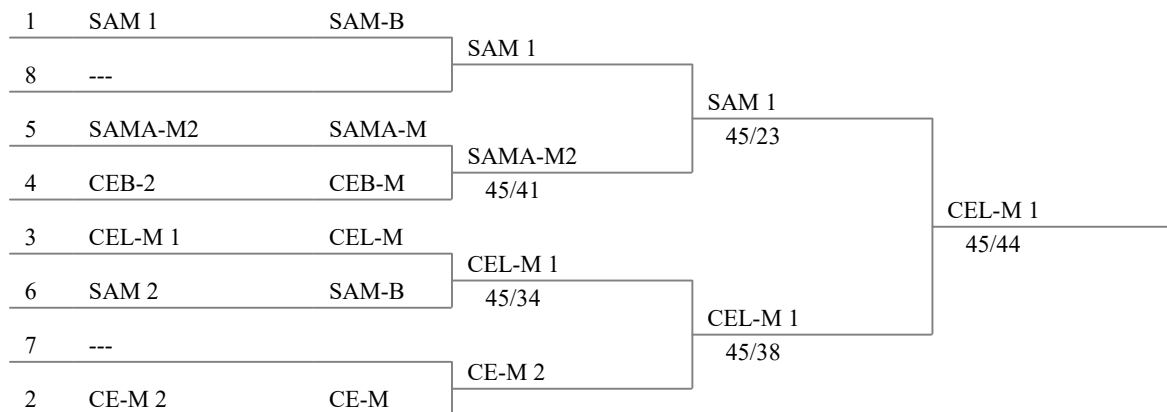 1 SAM 1 SAM-B
SAM 1
8 ---
SAM 1
45/23
5 SAMA-M2 SAMA-M
SAMA-M2
45/41
4 CEB-2 CEB-M
CEL-M 1
45/44
3 CEL-M 1 CEL-M
CEL-M 1
45/34
6 SAM 2 SAM-B
CEL-M 1
45/38
7 ---
CE-M 2
2 CE-M 2 CE-M